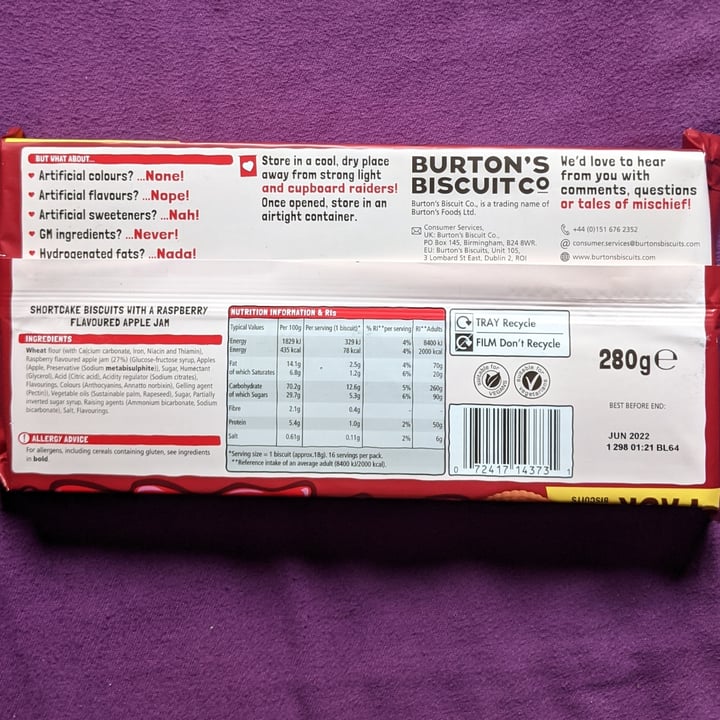 BUT WHAT ABOUT...
Artificial colours? ...None!
Artificial flavours? ...Nope!
Artificial sweeteners? ...Nah!
GM ingredients? ...Never!
Hydrogenated fats? ...Nada!
Store in a cool, dry place
away from strong light
and cupboard raiders!
Once opened, store in an
airtight container.
BURTON'S
BISCUIT CO
Burton's Biscuit Co., is a trading name of
Burton's Foods Ltd.
Consumer Services,
UK: Burton's Biscuit Co.,
PO Box 145, Birmingham, B24 8WR.
EU: Burton's Biscuits, Unit 105,
3 Lombard St East, Dublin 2, ROI
We'd love to hear
from you with
comments, questions
or tales of mischief!
+44 (0)151 676 2352
consumer.services@burtonsbiscuits.com
www.burtonsbiscuits.com
SHORTCAKE BISCUITS WITH A RASPBERRY
FLAVOURED APPLE JAM
INGREDIENTS
Wheat flour (with Calcium carbonate, Iron, Niacin and Thiamin),
Raspberry flavoured apple jam (27%) (Glucose-fructose syrup, Apples
(Apple, Preservative (Sodium metabisulphite)), Sugar, Humectant
(Glycerol), Acid (Citric acid), Acidity regulator (Sodium citrates),
Flavourings, Colours (Anthocyanins, Annatto norbixin), Gelling agent
(Pectin)), Vegetable oils (Sustainable palm, Rapeseed), Sugar, Partially
inverted sugar syrup, Raising agents (Ammonium bicarbonate, Sodium
bicarbonate), Salt, Flavourings.
ALLERGY ADVICE
For allergens, including cereals containing gluten, see ingredients
in bold.
NUTRITION INFORMATION & RIs
Typical Values Per 100g Per serving (1 biscuit)* % RI** per serving RI** Adults
Energy 1829 kJ 329 kJ 4% 8400 kJ
Energy 435 kcal 78 kcal 4% 2000 kcal
Fat 14.1g 2.5g 4% 70g
of which Saturates 6.8g 1.2g 6% 20g
Carbohydrate 70.2g 12.6g 5% 260g
of which Sugars 29.7g 5.3g 6% 90g
Fibre 2.1g 0.4g
Protein 5.4g 1.0g 2% 50g
Salt 0.61g 0.11g 2% 6g
*Serving size = 1 biscuit (approx.18g). 16 servings per pack.
**Reference intake of an average adult (8400 kJ/2000 kcal).
TRAY Recycle
FILM Don't Recycle
suitable for vegans
suitable for vegetarians
0 72417 14373 1
280g e
BEST BEFORE END:
JUN 2022
1 298 01:21 BL64
BISCUITS